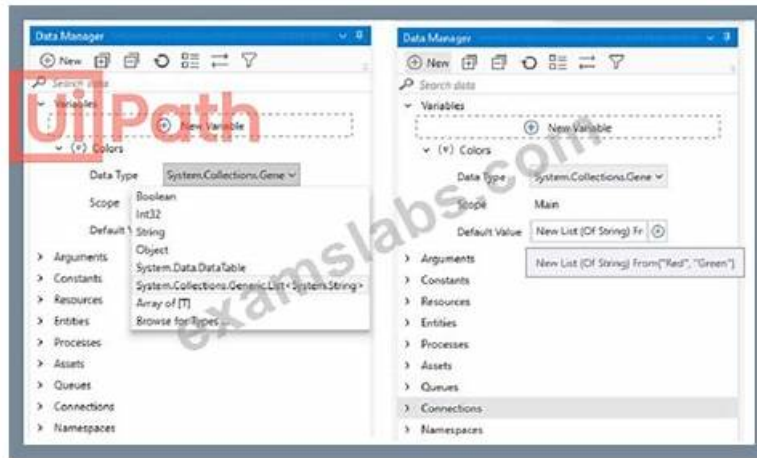 Data Manager
New
Search data
Variables
New Variable
(x) Colors
Data Type System.Collections.Gene
Boolean
Int32
Scope
String
Default
Object
System.Data.DataTable
System.Collections.Generic.List<System.String>
Array of [T]
Browse for Types ...
Arguments
Constants
Resources
Entities
Processes
Assets
Queues
Connections
Namespaces
Data Manager
New
Search data
Variables
New Variable
(x) Colors
Data Type System.Collections.Gene
Scope Main
Default Value New List (Of String) Fr
New List (Of String) From{"Red", "Green"}
Arguments
Constants
Resources
Entities
Processes
Assets
Queues
Connections
Namespaces
UiPath
examslabs.com